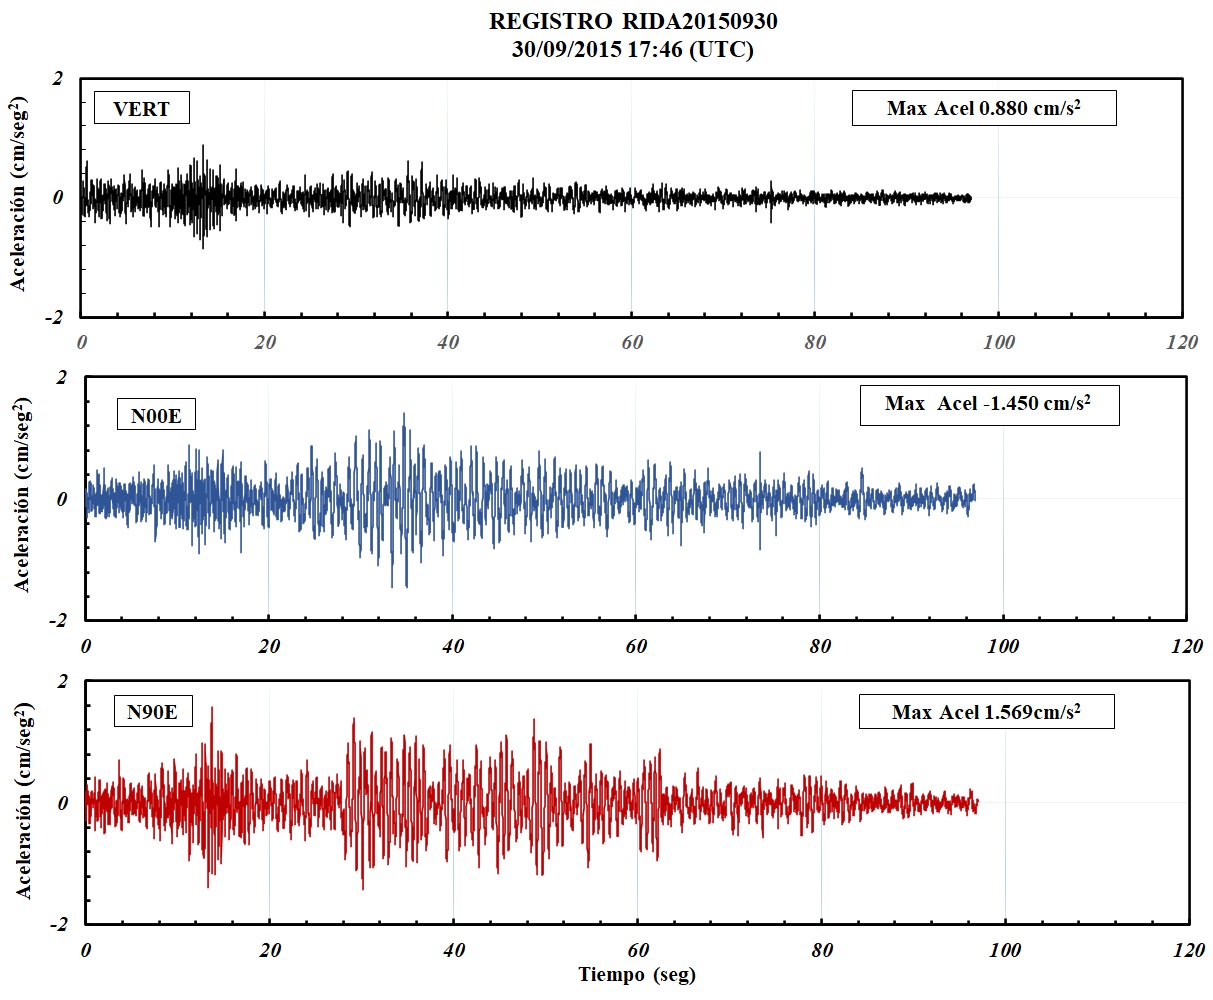 REGISTRO RIDA20150930
30/09/2015 17:46 (UTC)
Aceleración (cm/seg²)
2
0
-2
VERT
Max Acel 0.880 cm/s²
0 20 40 60 80 100 120
Aceleración (cm/seg²)
2
0
-2
N00E
Max Acel -1.450 cm/s²
0 20 40 60 80 100 120
Aceleración (cm/seg²)
2
0
-2
N90E
Max Acel 1.569cm/s²
0 20 40 60 80 100 120
Tiempo (seg)